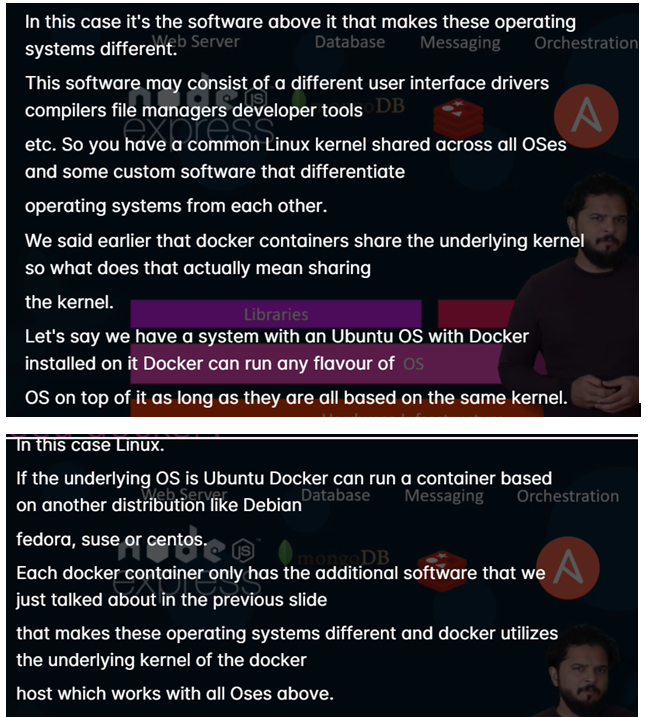 In this case it's the software above it that makes these operating
systems different.
Web Server Database Messaging Orchestration
This software may consist of a different user interface drivers
compilers file managers developer tools
node JS mongoDB
express
etc. So you have a common Linux kernel shared across all OSes
and some custom software that differentiate
operating systems from each other.
We said earlier that docker containers share the underlying kernel
so what does that actually mean sharing
the kernel.
Libraries
Let's say we have a system with an Ubuntu OS with Docker
installed on it Docker can run any flavour of
OS
OS on top of it as long as they are all based on the same kernel.
In this case Linux.
If the underlying OS is Ubuntu Docker can run a container based
on another distribution like Debian
Web Server Database Messaging Orchestration
fedora, suse or centos.
node JS mongoDB
express
Each docker container only has the additional software that we
just talked about in the previous slide
that makes these operating systems different and docker utilizes
the underlying kernel of the docker
host which works with all Oses above.